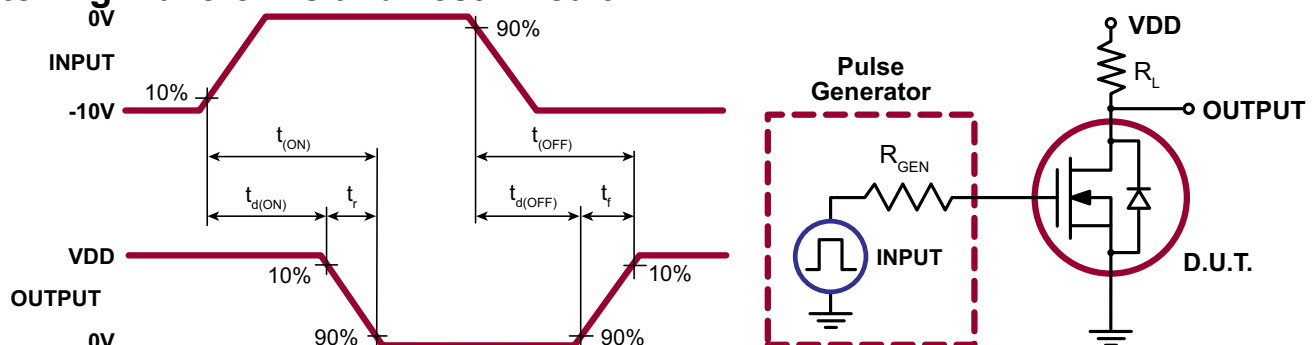 0V
INPUT
-10V
10%
90%
t(ON)
t(OFF)
td(ON)
tr
td(OFF)
tf
VDD
OUTPUT
0V
10%
90%
10%
90%
Pulse
Generator
RGEN
INPUT
VDD
RL
OUTPUT
D.U.T.